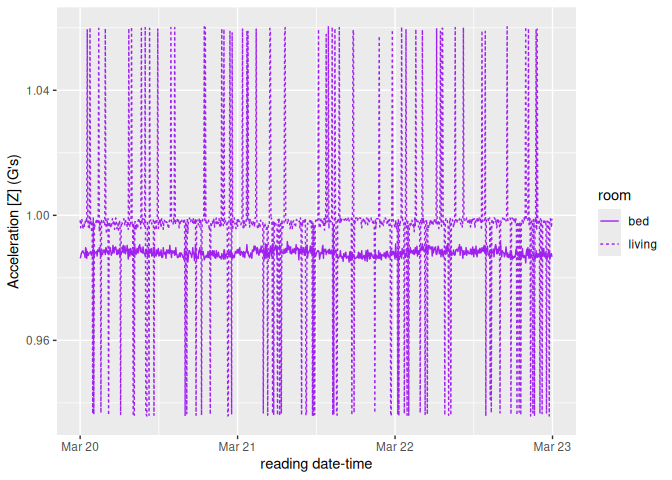 Acceleration [Z] (G's)
1.04
1.00
0.96
Mar 20 Mar 21 Mar 22 Mar 23
reading date-time
room
bed
living